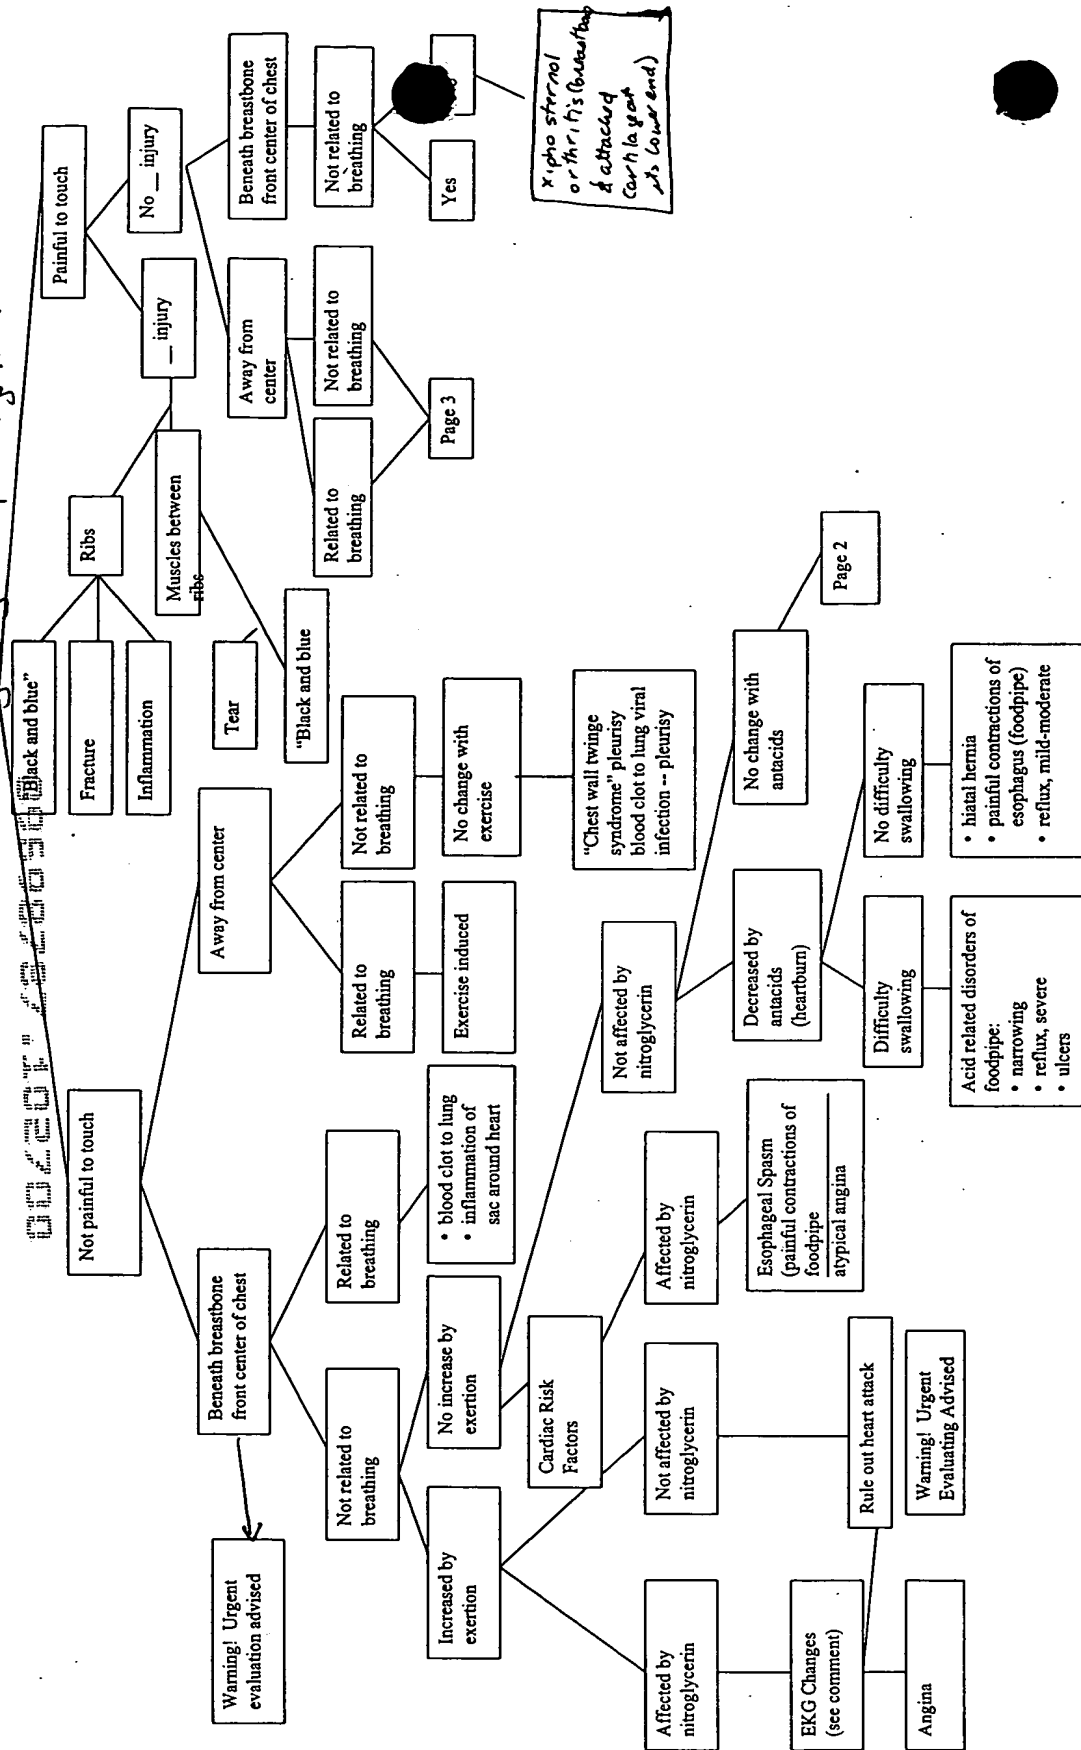 Painful to touch
No __ injury
__ injury
Beneath breastbone
front center of chest
Not related to
breathing
Yes
xipho sternal
arthritis (breastbone
& attached
cartilage at
its lower end)
Away from
center
Related to
breathing
Not related to
breathing
Page 3
Ribs
Muscles between
ribs
"Black and blue"
Fracture
Inflammation
Tear
"Black and blue
Not painful to touch
Away from center
Related to
breathing
Exercise induced
Not related to
breathing
No change with
exercise
"Chest wall twinge
syndrome" pleurisy
blood clot to lung viral
infection -- pleurisy
Beneath breastbone
front center of chest
Warning! Urgent
evaluation advised
Related to
breathing
• blood clot to lung
• inflammation of
sac around heart
Not related to
breathing
Increased by
exertion
No increase by
exertion
Cardiac Risk
Factors
Affected by
nitroglycerin
Not affected by
nitroglycerin
Affected by
nitroglycerin
Not affected by
nitroglycerin
EKG Changes
(see comment)
Angina
Rule out heart attack
Warning! Urgent
Evaluating Advised
Esophageal Spasm
(painful contractions of
foodpipe
atypical angina
Decreased by
antacids
(heartburn)
No change with
antacids
Page 2
Difficulty
swallowing
No difficulty
swallowing
Acid related disorders of
foodpipe:
• narrowing
• reflux, severe
• ulcers
• hiatal hernia
• painful contractions of
esophagus (foodpipe)
• reflux, mild-moderate